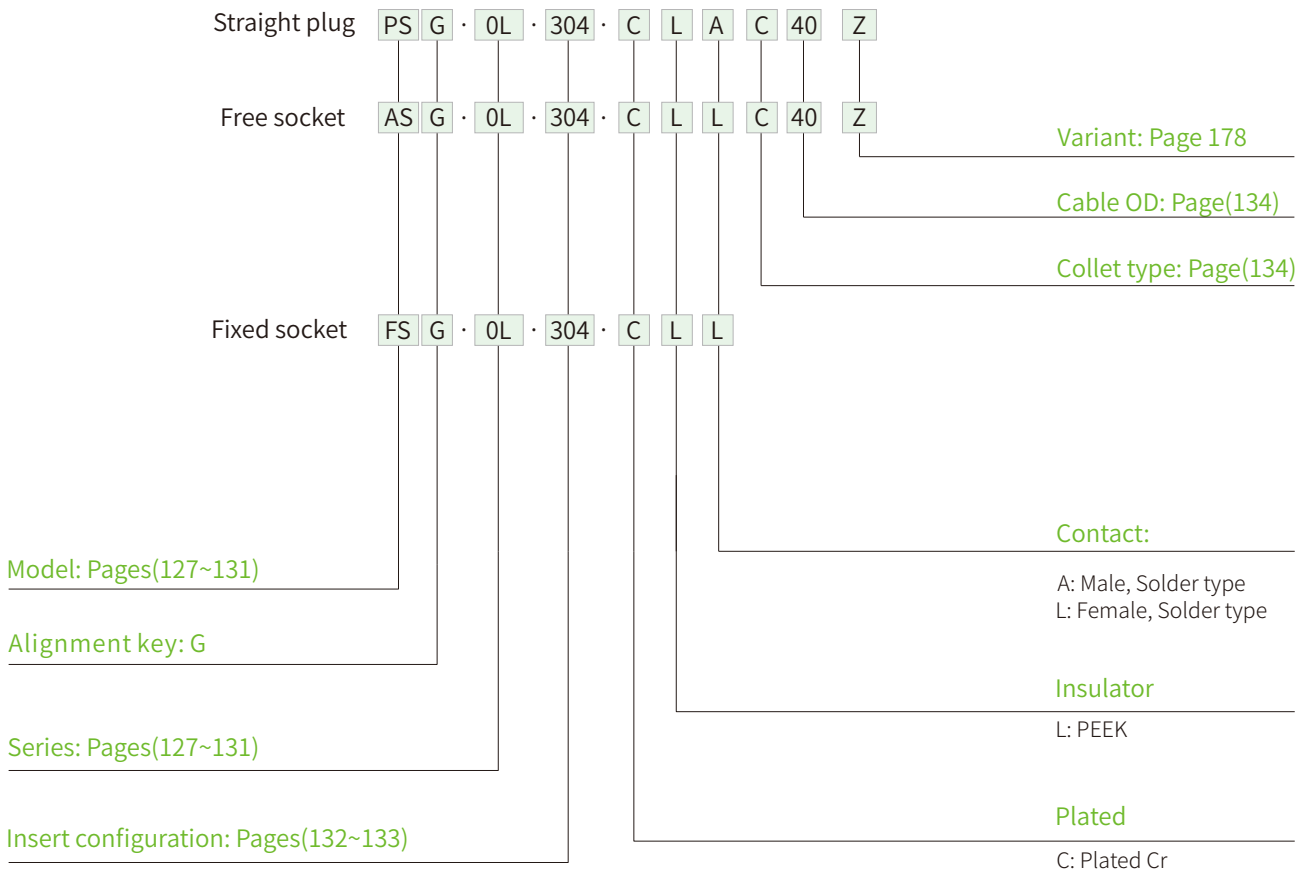 Straight plug PS G · 0L · 304 · C L A C 40 Z
Free socket AS G · 0L · 304 · C L L C 40 Z
Variant: Page 178
Cable OD: Page(134)
Collet type: Page(134)
Fixed socket FS G · 0L · 304 · C L L
Contact:
A: Male, Solder type
L: Female, Solder type
Model: Pages(127~131)
Alignment key: G
Insulator
L: PEEK
Series: Pages(127~131)
Plated
C: Plated Cr
Insert configuration: Pages(132~133)